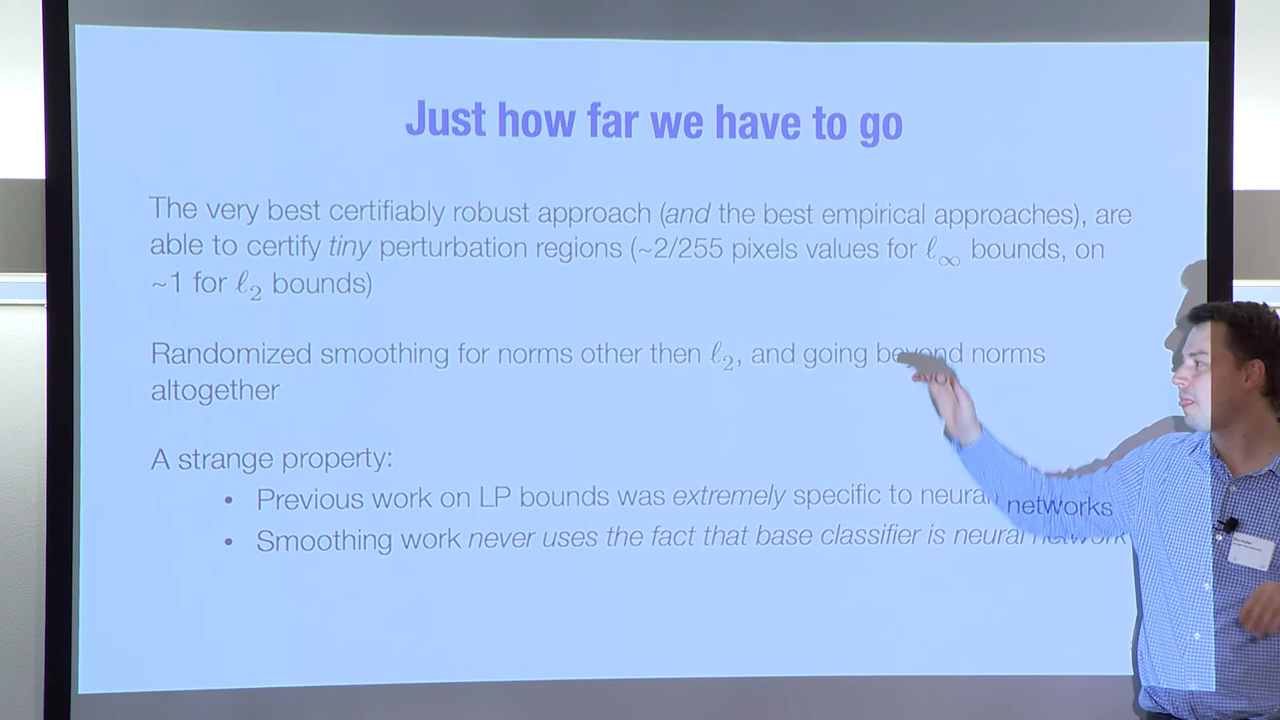 Just how far we have to go
The very best certifiably robust approach (and the best empirical approaches), are
able to certify tiny perturbation regions (~2/255 pixels values for ℓ∞ bounds, on
~1 for ℓ2 bounds)
Randomized smoothing for norms other then ℓ2, and going beyond norms
altogether
A strange property:
• Previous work on LP bounds was extremely specific to neural networks
• Smoothing work never uses the fact that base classifier is neural network